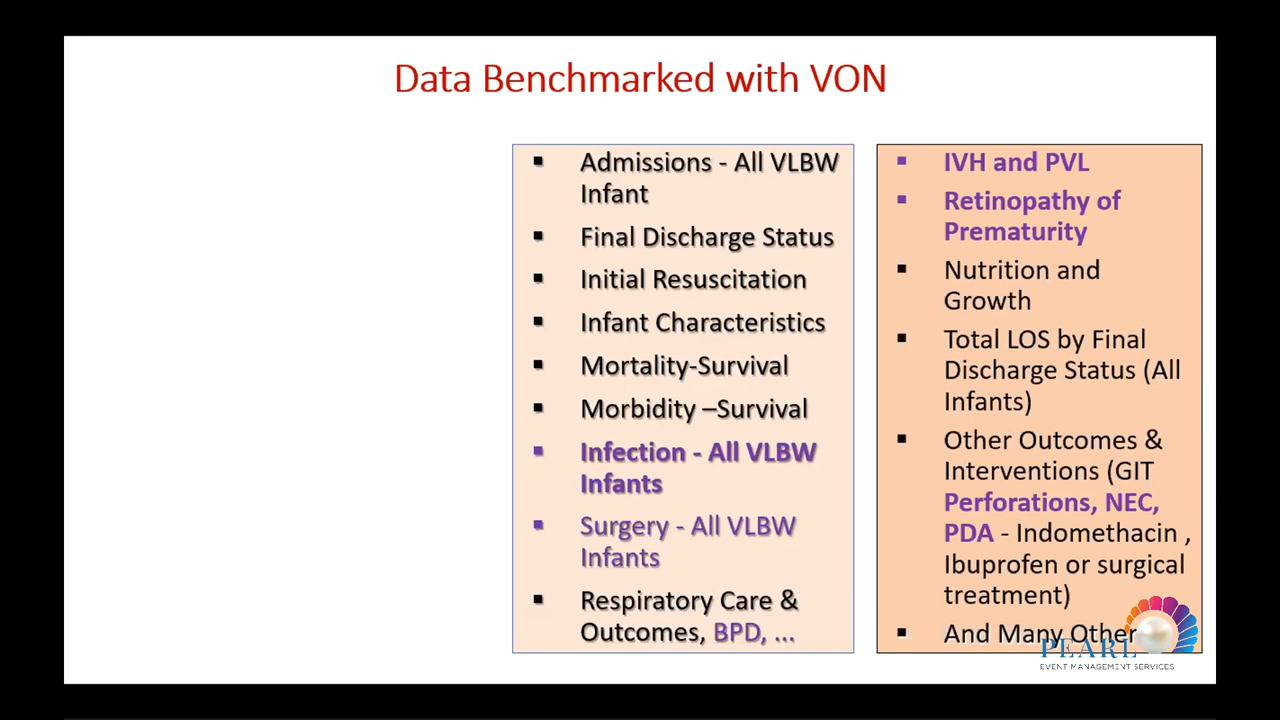 Data Benchmarked with VON
▪ Admissions - All VLBW
Infant
▪ Final Discharge Status
▪ Initial Resuscitation
▪ Infant Characteristics
▪ Mortality-Survival
▪ Morbidity –Survival
▪ Infection - All VLBW
Infants
▪ Surgery - All VLBW
Infants
▪ Respiratory Care &
Outcomes, BPD, ...
▪ IVH and PVL
▪ Retinopathy of
Prematurity
▪ Nutrition and
Growth
▪ Total LOS by Final
Discharge Status (All
Infants)
▪ Other Outcomes &
Interventions (GIT
Perforations, NEC,
PDA - Indomethacin ,
Ibuprofen or surgical
treatment)
▪ And Many Other
PEARL
EVENT MANAGEMENT SERVICES